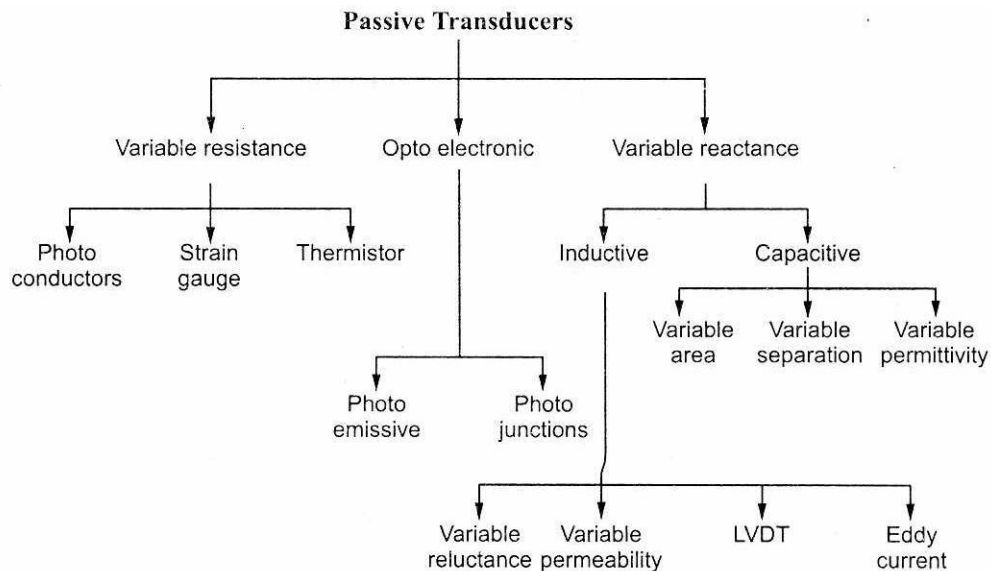 Passive Transducers
Variable resistance
Opto electronic
Variable reactance
Photo
conductors
Strain
gauge
Thermistor
Inductive
Capacitive
Variable
area
Variable
separation
Variable
permittivity
Photo
emissive
Photo
junctions
Variable
reluctance
Variable
permeability
LVDT
Eddy
current